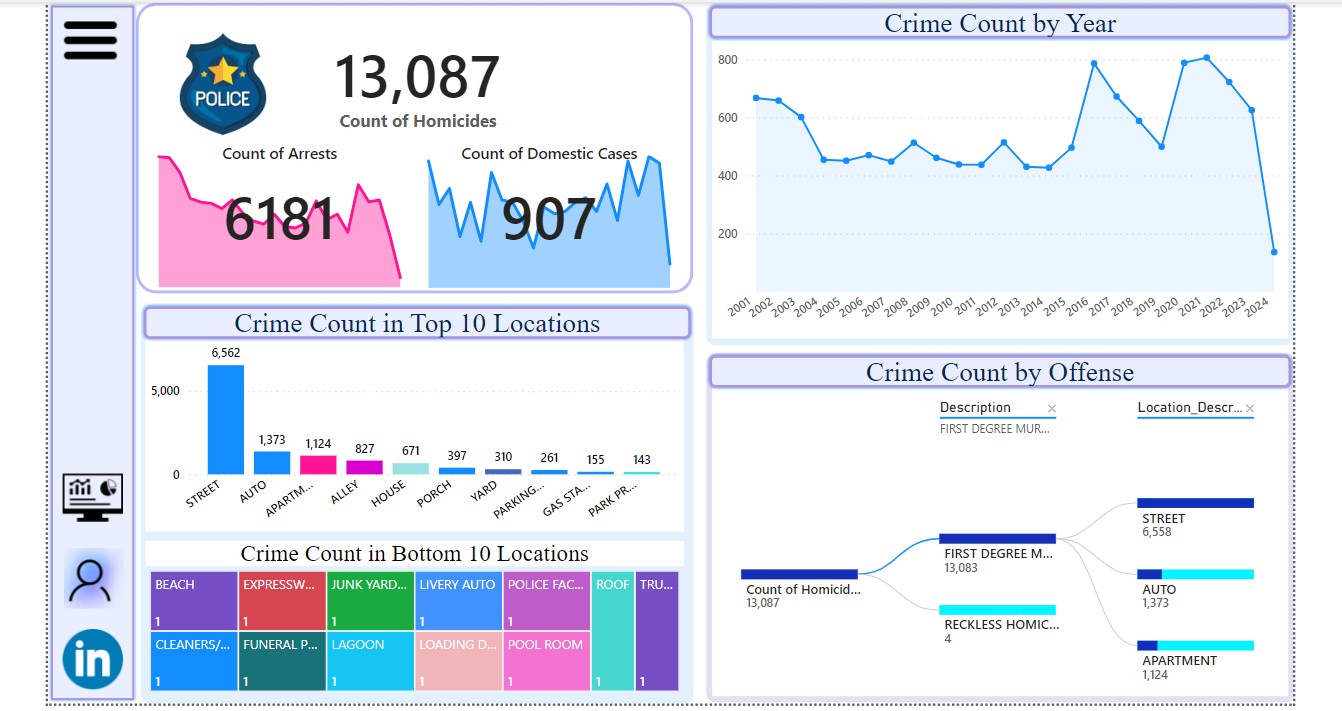 POLICE
13,087
Count of Homicides
Count of Arrests
6181
Count of Domestic Cases
907
Crime Count by Year
800
600
400
200
2001 2002 2003 2004 2005 2006 2007 2008 2009 2010 2011 2012 2013 2014 2015 2016 2017 2018 2019 2020 2021 2022 2023 2024
Crime Count in Top 10 Locations
5,000
0
6,562 1,373 1,124 827 671 397 310 261 155 143
STREET AUTO APARTM... ALLEY HOUSE PORCH YARD PARKING... GAS STA... PARK PR...
Crime Count in Bottom 10 Locations
BEACH EXPRESSW... JUNK YARD... LIVERY AUTO POLICE FAC... ROOF TRU...
1 1 1 1 1
CLEANERS/... FUNERAL P... LAGOON LOADING D... POOL ROOM
1 1 1 1 1 1 1
in
Crime Count by Offense
Description
FIRST DEGREE MUR...
Location_Descr...
Count of Homicid...
13,087
FIRST DEGREE M...
13,083
RECKLESS HOMIC...
4
STREET
6,558
AUTO
1,373
APARTMENT
1,124